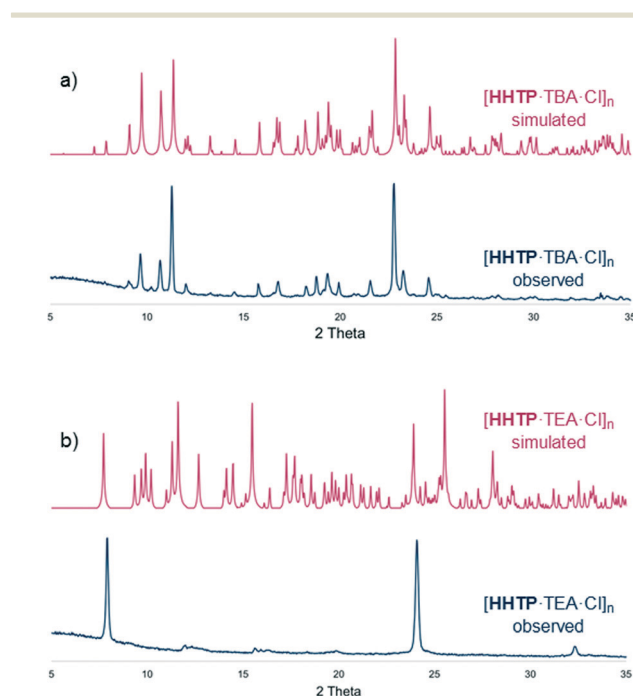 a)
[HHTP·TBA·Cl]n
simulated
[HHTP·TBA·Cl]n
observed
5 10 15 20 25 30 35
2 Theta
b)
[HHTP·TEA·Cl]n
simulated
[HHTP·TEA·Cl]n
observed
5 10 15 20 25 30 35
2 Theta